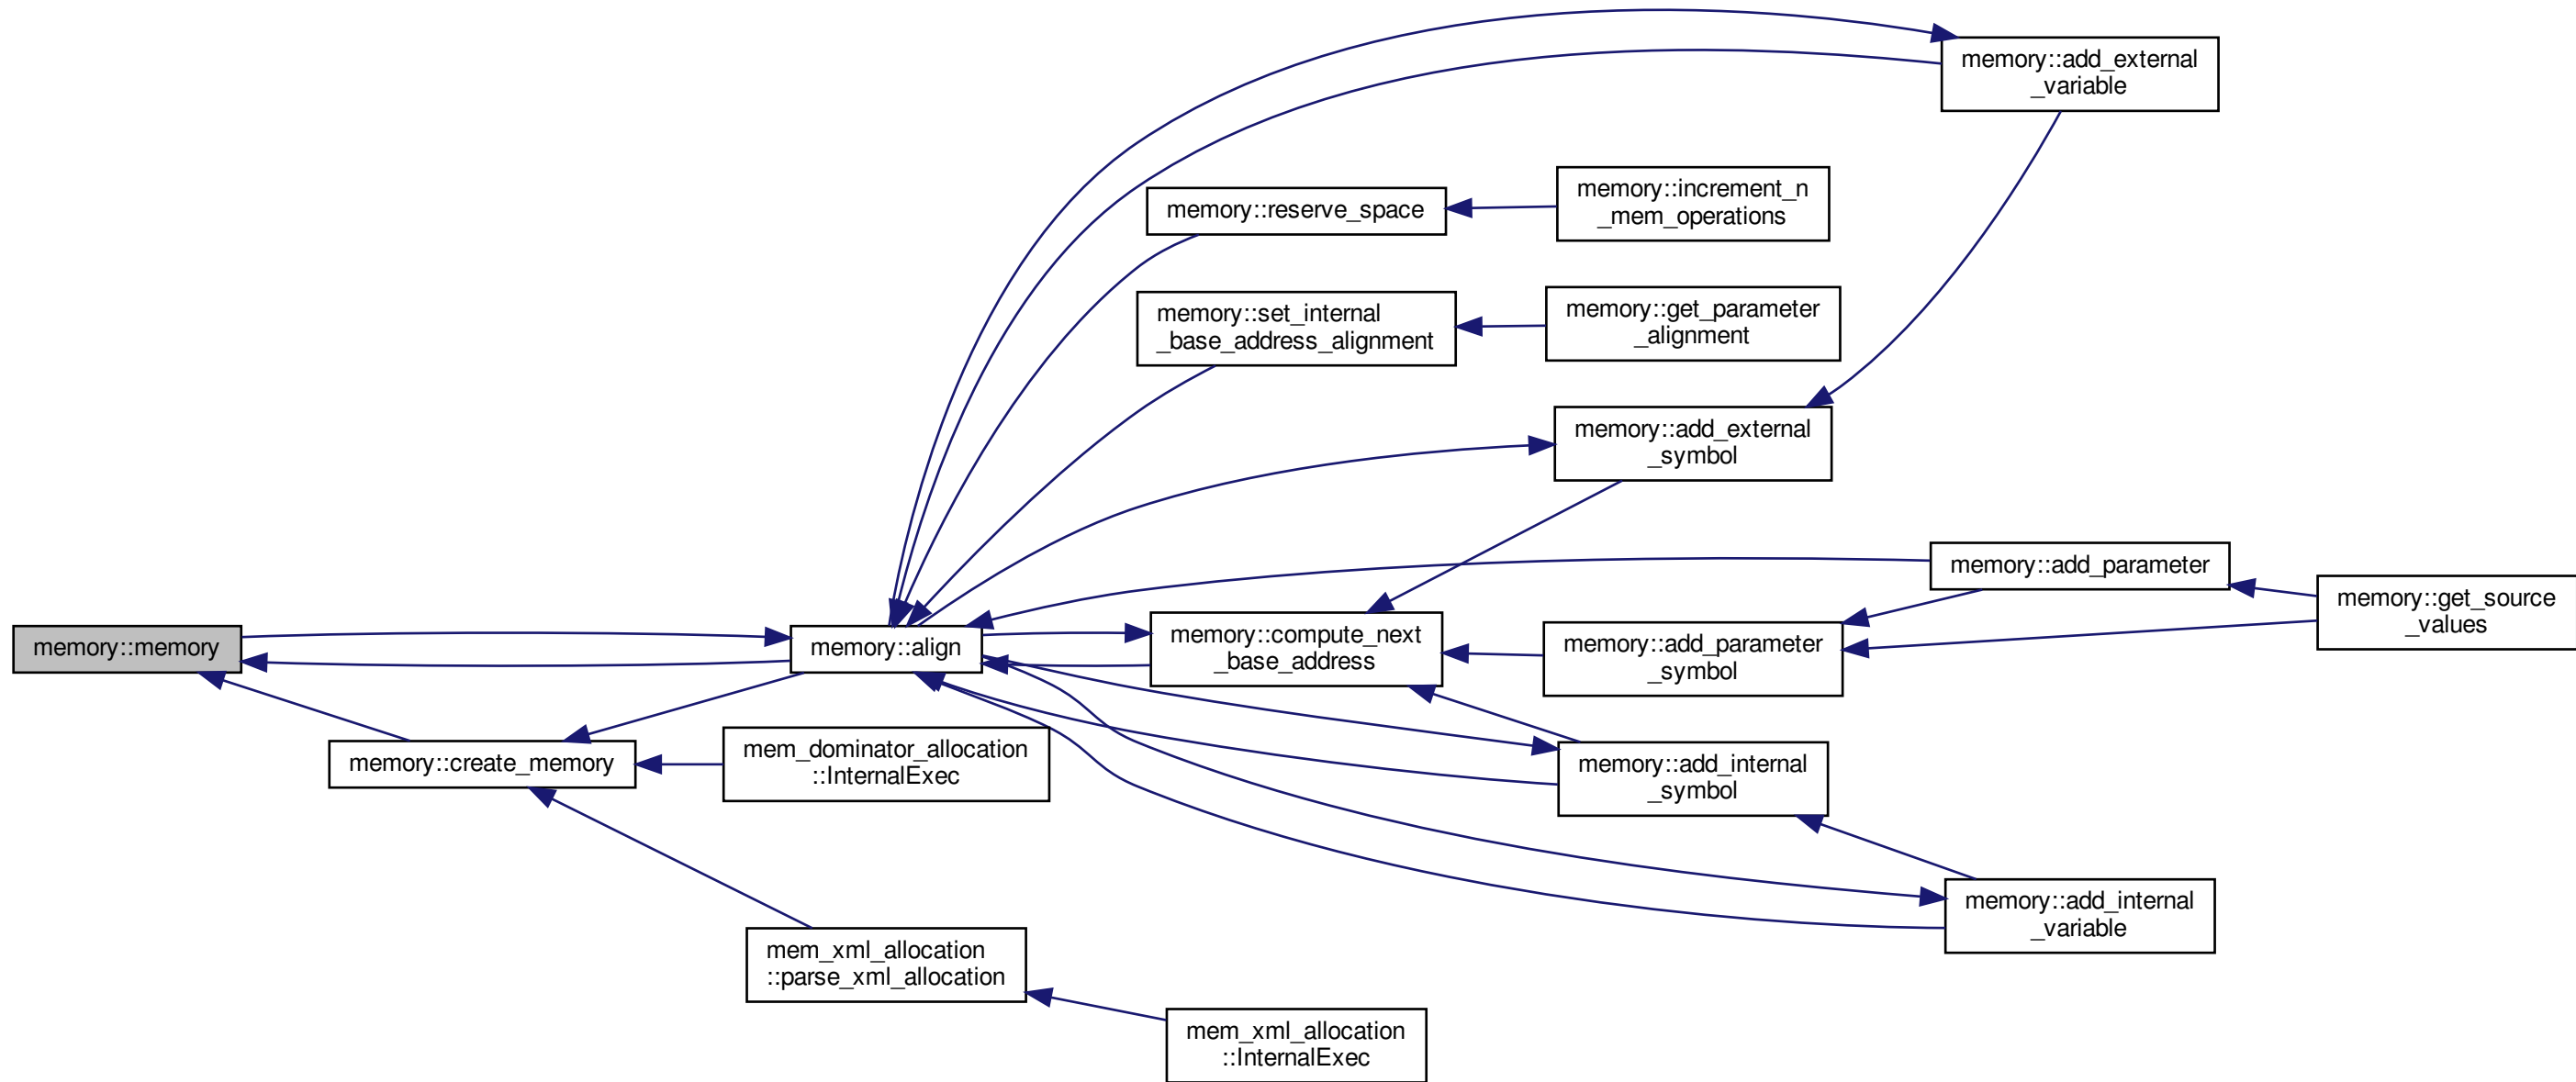 memory::add_external
_variable
memory::increment_n
_mem_operations
memory::reserve_space
memory::set_internal
_base_address_alignment
memory::get_parameter
_alignment
memory::add_external
_symbol
memory::add_parameter
memory::get_source
_values
memory::memory
memory::align
memory::compute_next
_base_address
memory::add_parameter
_symbol
memory::create_memory
mem_dominator_allocation
::InternalExec
memory::add_internal
_symbol
memory::add_internal
_variable
mem_xml_allocation
::parse_xml_allocation
mem_xml_allocation
::InternalExec